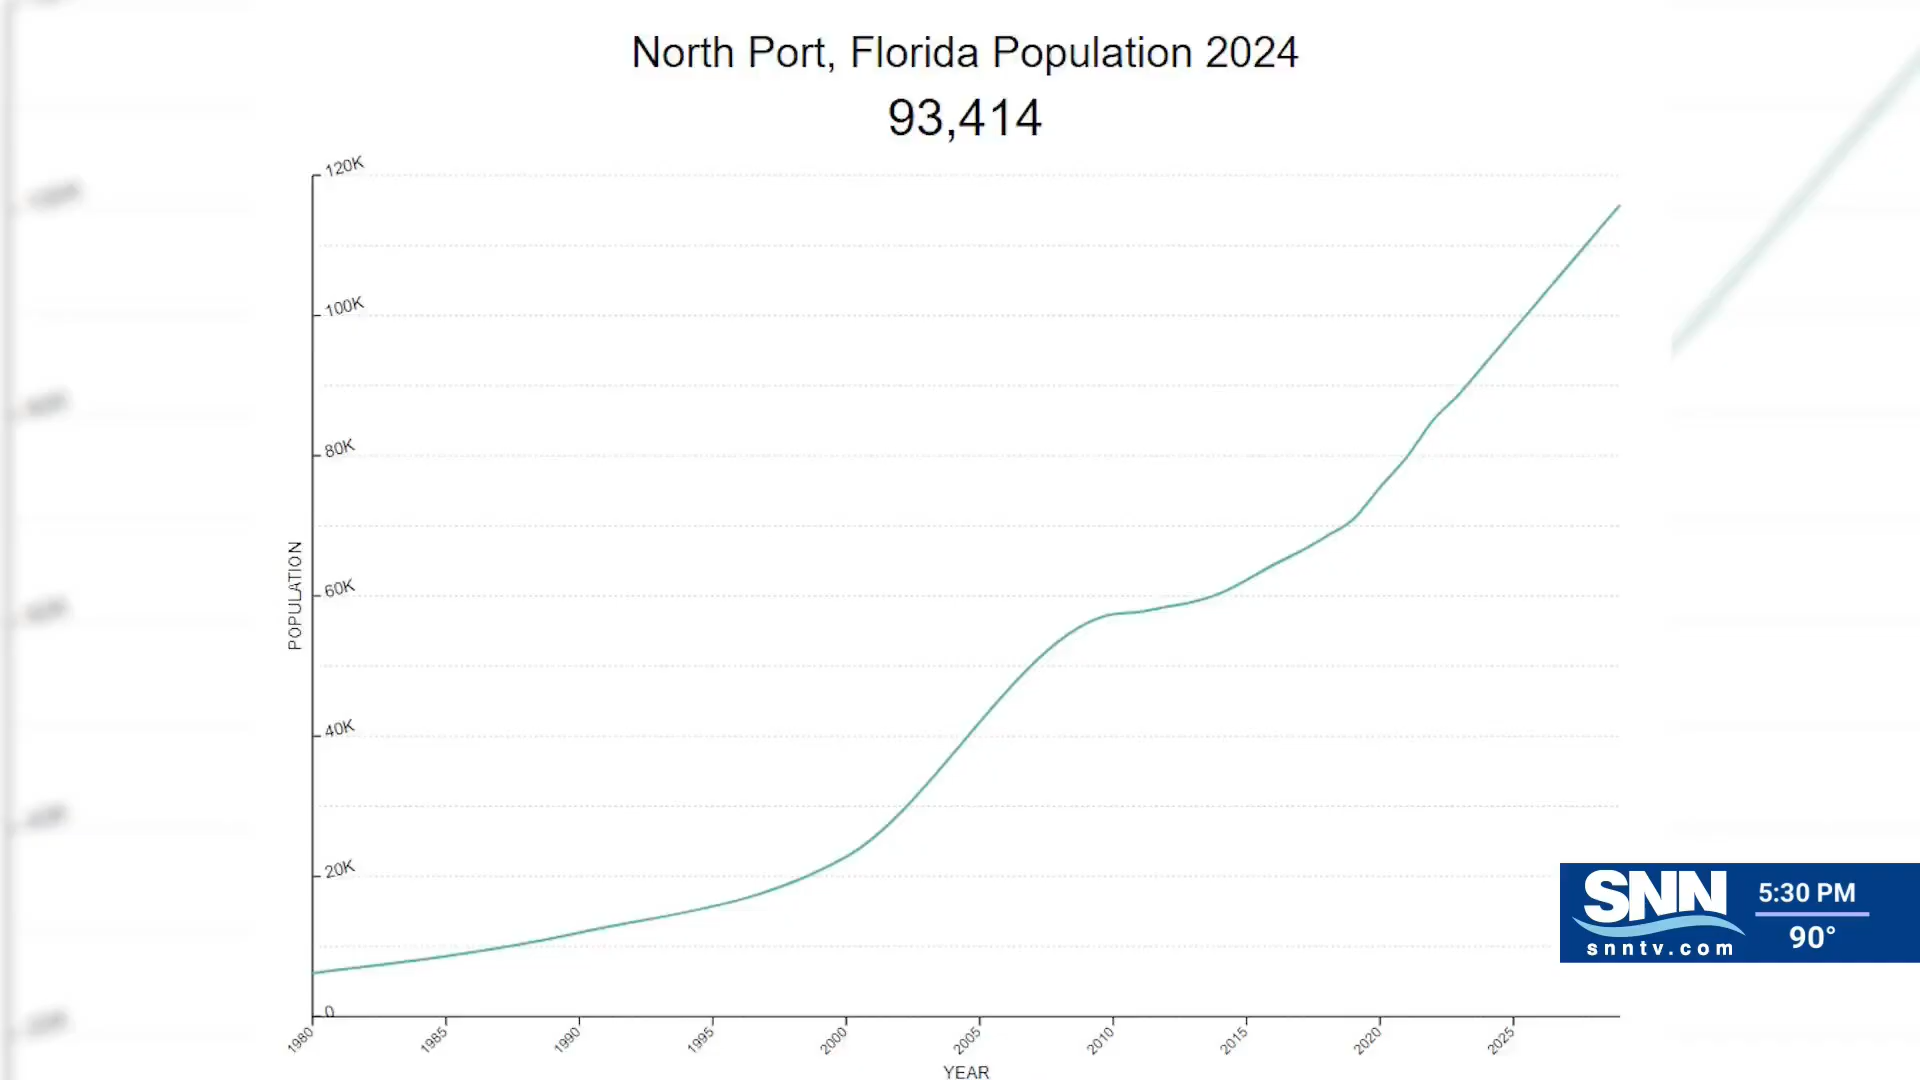 North Port, Florida Population 2024
93,414
120K
100K
80K
60K
40K
20K
0
POPULATION
1980
1985
1990
1995
2000
2005
2010
2015
2020
2025
YEAR
SNN
snntv.com
5:30 PM
90°